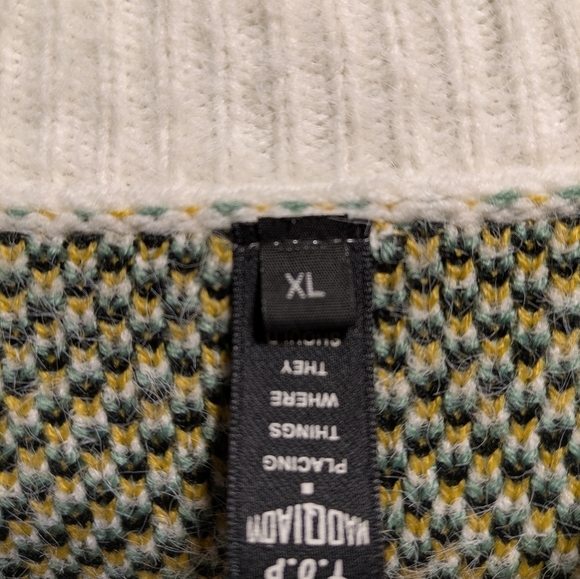 XL
T.O.P
PLACING
THINGS
WHERE
THEY